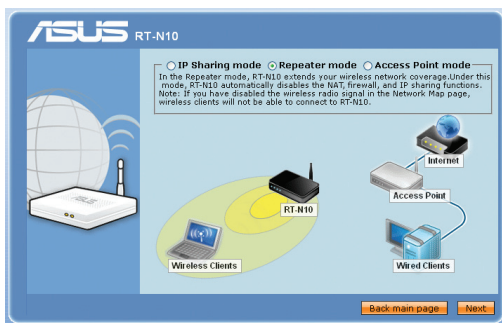 ASUS RT-N10
IP Sharing mode Repeater mode Access Point mode
In the Repeater mode, RT-N10 extends your wireless network coverage.Under this
mode, RT-N10 automatically disables the NAT, firewall, and IP sharing functions.
Note: If you have disabled the wireless radio signal in the Network Map page,
wireless clients will not be able to connect to RT-N10.
Internet
Access Point
RT-N10
ASUS
Wireless Clients
Wired Clients
Back main page Next